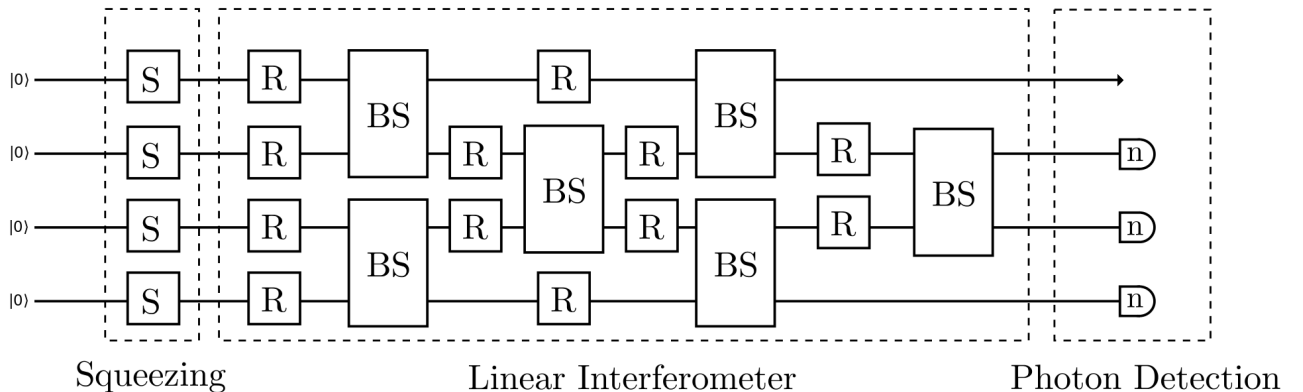 |0⟩ S R BS R BS
|0⟩ S R R BS R R BS n
|0⟩ S R BS R R BS R n
|0⟩ S R R n
Squeezing Linear Interferometer Photon Detection